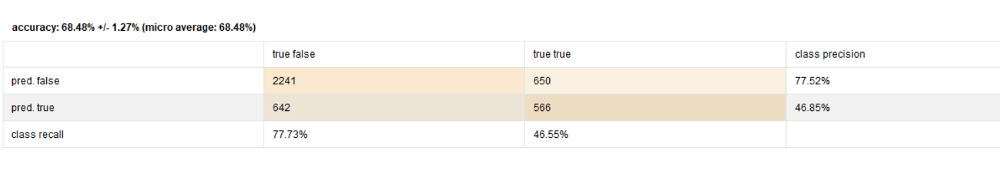 accuracy: 68.48% +/- 1.27% (micro average: 68.48%)
true false true true class precision
pred. false 2241 650 77.52%
pred. true 642 566 46.85%
class recall 77.73% 46.55%